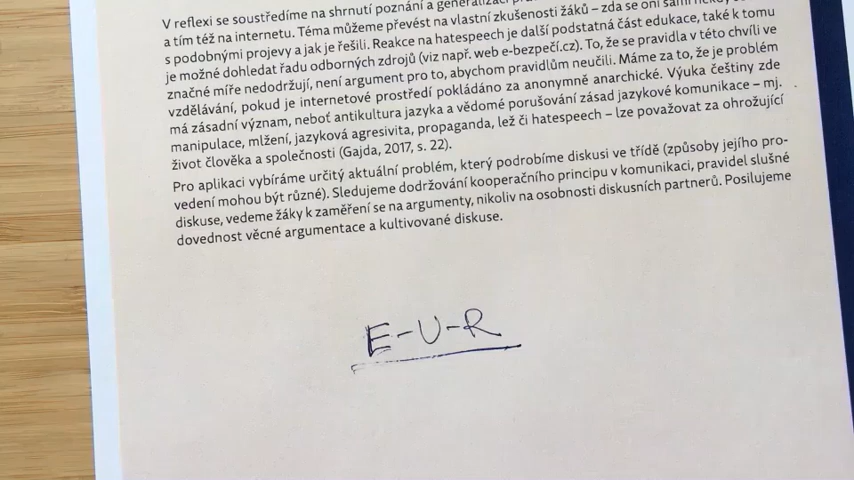 V reflexi se soustředíme na shrnutí poznání a generalizaci
a tím též na internetu. Téma můžeme převést na vlastní zkušenosti žáků – zda se oni sami
s podobnými projevy a jak je řešili. Reakce na hatespeech je další podstatná část edukace, také k tomu
je možné dohledat řadu odborných zdrojů (viz např. web e-bezpečí.cz). To, že se pravidla v této chvíli ve
značné míře nedodržují, není argument pro to, abychom pravidlům neučili. Máme za to, že je problém
vzdělávání, pokud je internetové prostředí pokládáno za anonymně anarchické. Výuka češtiny zde
má zásadní význam, neboť antikultura jazyka a vědomé porušování zásad jazykové komunikace – mj.
manipulace, mlžení, jazyková agresivita, propaganda, lež či hatespeech – lze považovat za ohrožující
život člověka a společnosti (Gajda, 2017, s. 22).
Pro aplikaci vybíráme určitý aktuální problém, který podrobíme diskusi ve třídě (způsoby jejího pro-
vedení mohou být různé). Sledujeme dodržování kooperačního principu v komunikaci, pravidel slušné
diskuse, vedeme žáky k zaměření se na argumenty, nikoliv na osobnosti diskusních partnerů. Posilujeme
dovednost věcné argumentace a kultivované diskuse.
E-U-R